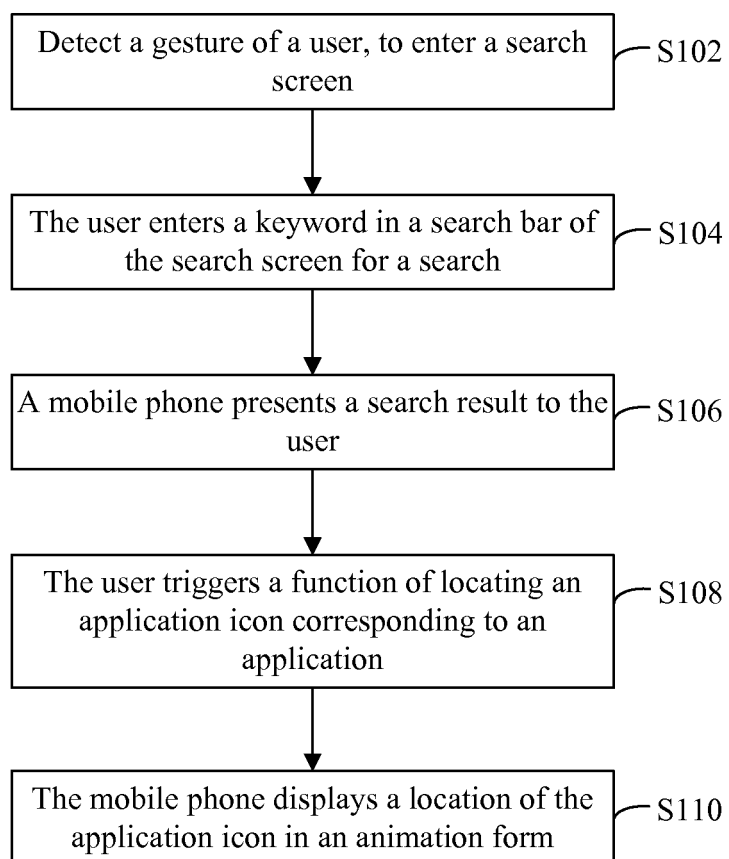 Detect a gesture of a user, to enter a search
screen
S102
The user enters a keyword in a search bar of
the search screen for a search
S104
A mobile phone presents a search result to the
user
S106
The user triggers a function of locating an
application icon corresponding to an
application
S108
The mobile phone displays a location of the
application icon in an animation form
S110